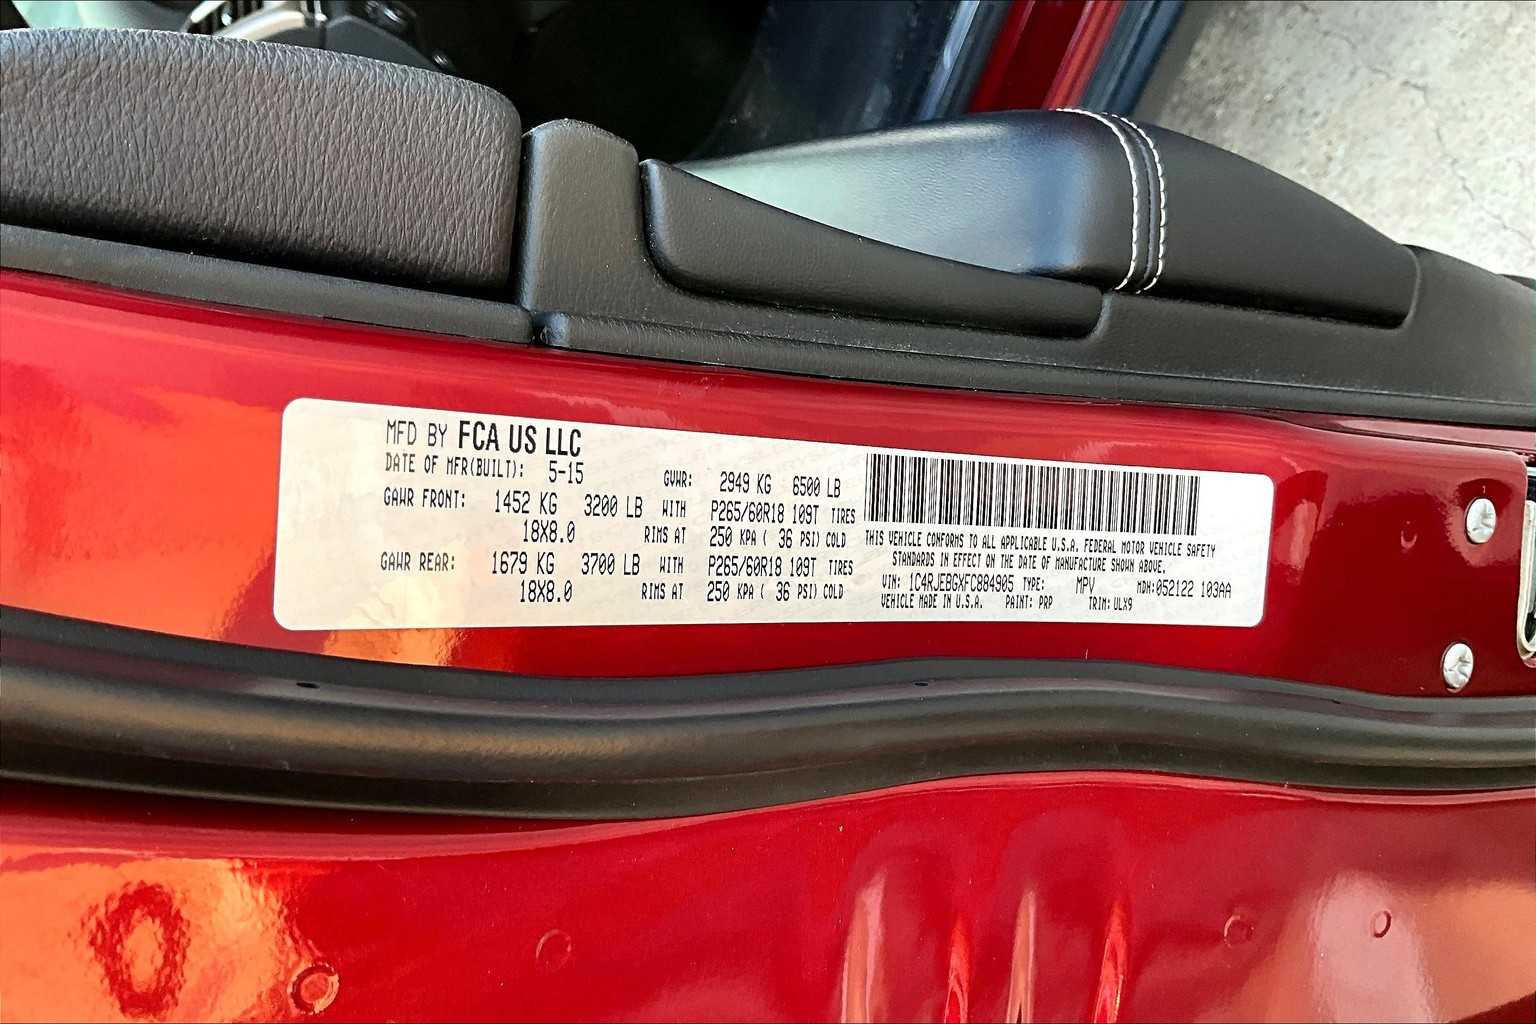 MFD BY FCA US LLC
DATE OF MFR(BUILT): 5-15 GVWR: 2949 KG 6500 LB
GAWR FRONT: 1452 KG 3200 LB WITH P265/60R18 109T TIRES
18X8.0 RIMS AT 250 KPA ( 36 PSI) COLD
GAWR REAR: 1679 KG 3700 LB WITH P265/60R18 109T TIRES
18X8.0 RIMS AT 250 KPA ( 36 PSI) COLD
THIS VEHICLE CONFORMS TO ALL APPLICABLE U.S.A. FEDERAL MOTOR VEHICLE SAFETY
STANDARDS IN EFFECT ON THE DATE OF MANUFACTURE SHOWN ABOVE.
VIN: 1C4RJEBGXFC884905 TYPE: MPV MDH:052122 103AA
VEHICLE MADE IN U.S.A. PAINT: PRP TRIM: ULX9